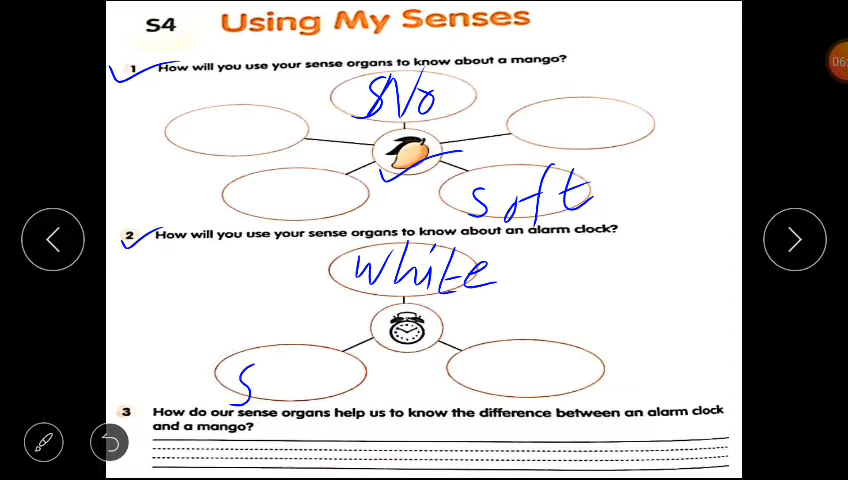 S4 Using My Senses
1 How will you use your sense organs to know about a mango?
soft
2 How will you use your sense organs to know about an alarm clock?
white
S
3 How do our sense organs help us to know the difference between an alarm clock
and a mango?